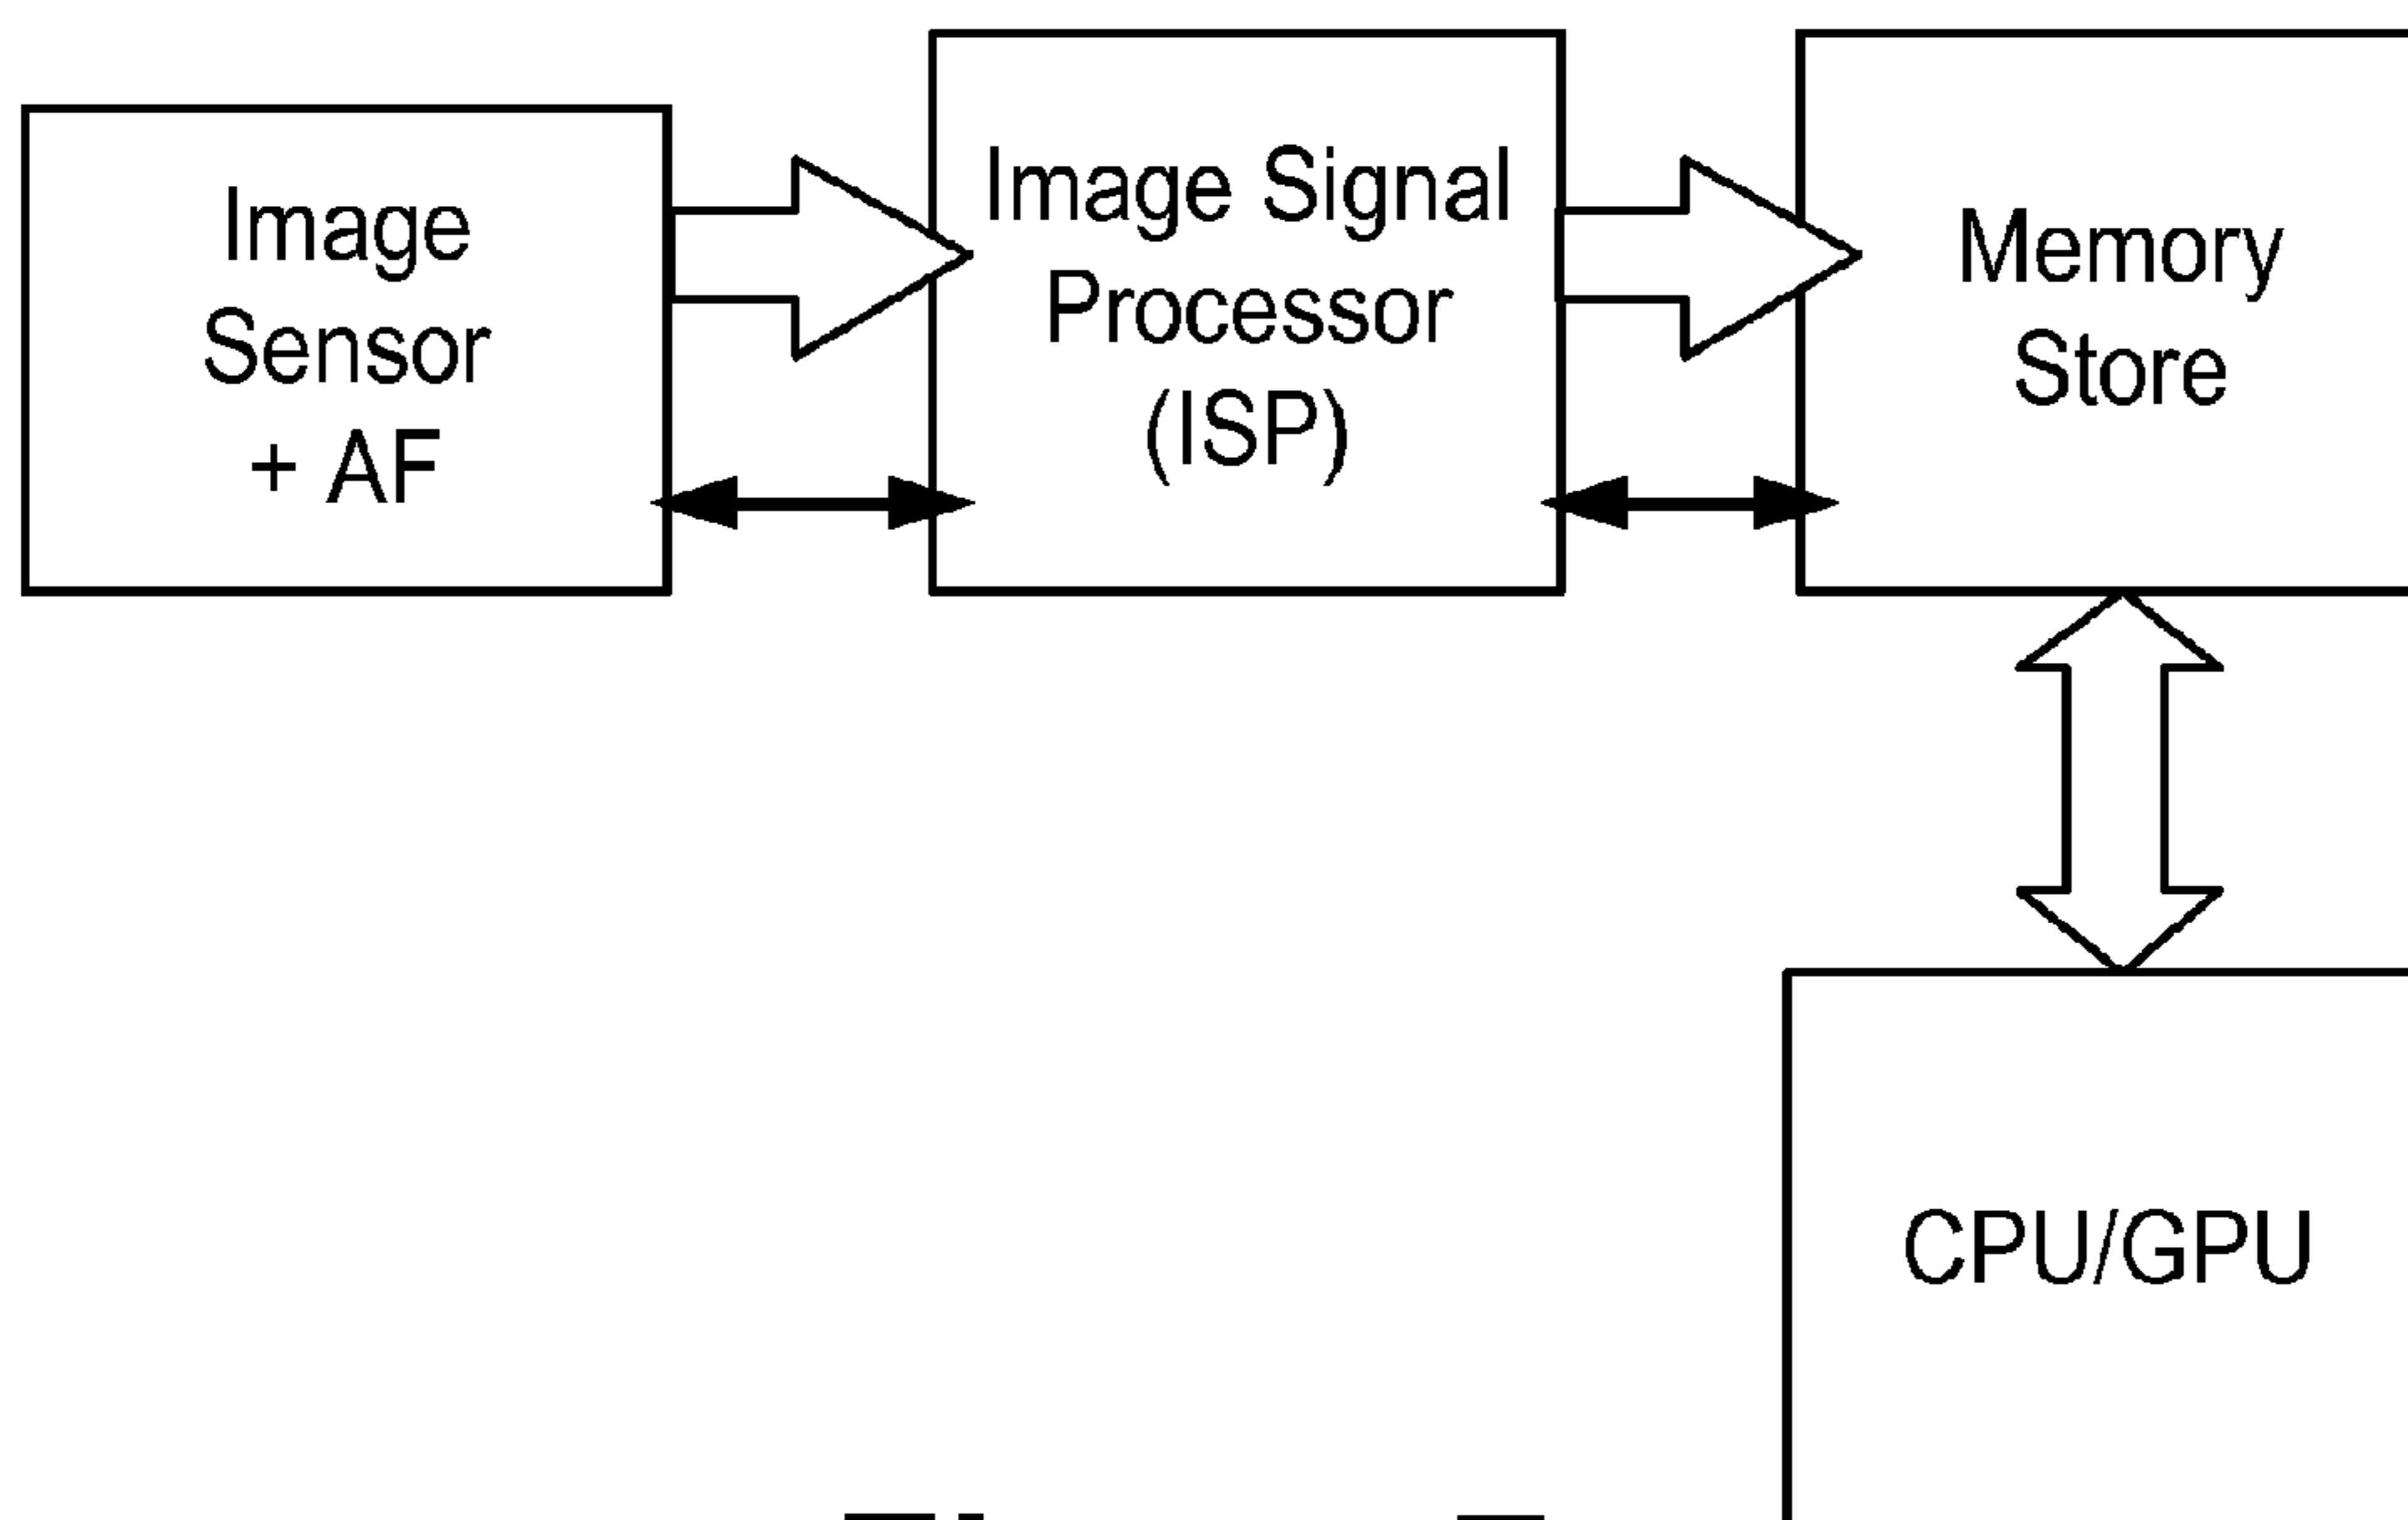 Image
Sensor
+ AF
Image Signal
Processor
(ISP)
Memory
Store
CPU/GPU